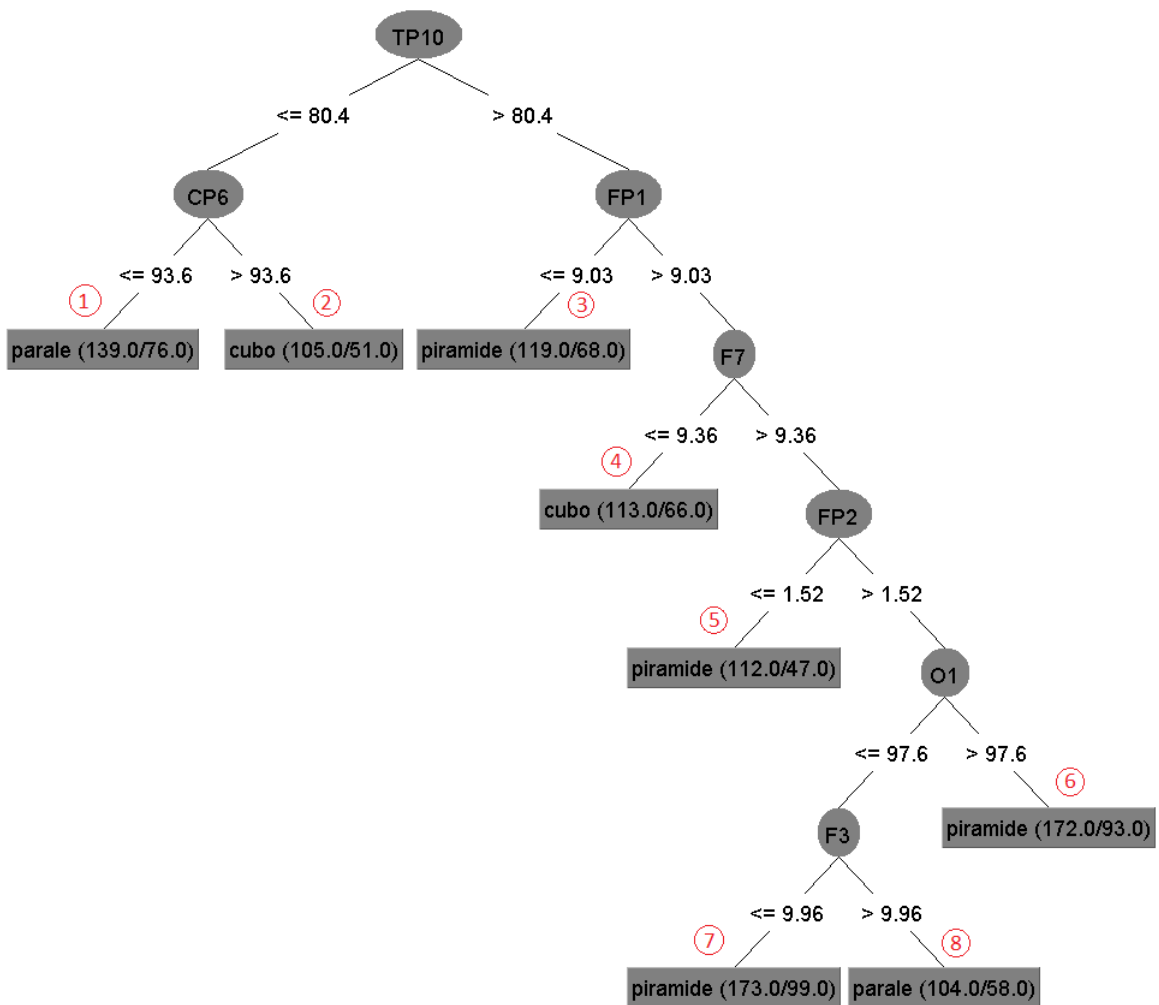 TP10
<= 80.4 > 80.4
CP6 FP1
<= 93.6 > 93.6 <= 9.03 > 9.03
1 2 3
parale (139.0/76.0) cubo (105.0/51.0) piramide (119.0/68.0) F7
<= 9.36 > 9.36
4
cubo (113.0/66.0) FP2
<= 1.52 > 1.52
5
piramide (112.0/47.0) O1
<= 97.6 > 97.6
6
F3 piramide (172.0/93.0)
<= 9.96 > 9.96
7 8
piramide (173.0/99.0) parale (104.0/58.0)